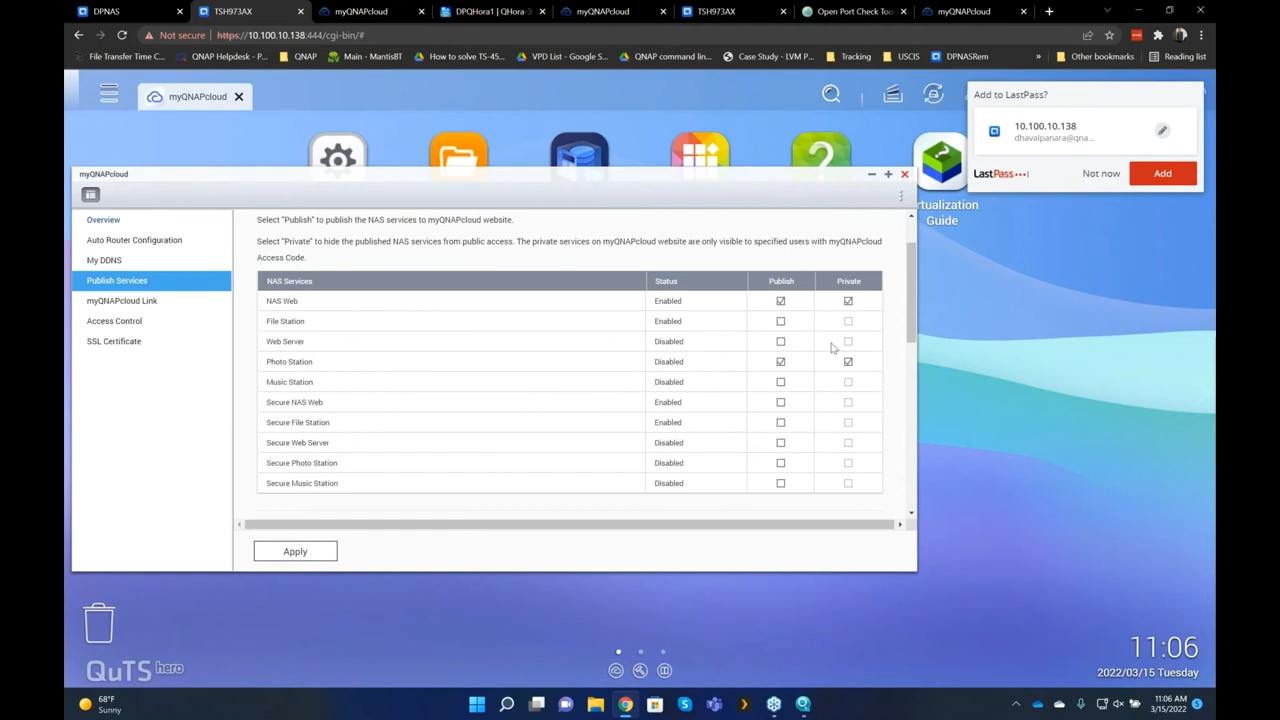 DPNAS
TSH973AX
myQNAPcloud
DPQHora1 | QHora-3
myQNAPcloud
TSH973AX
Open Port Check Too
myQNAPcloud
Not secure
https://10.100.10.138:444/cgi-bin/#
File Transfer Time C...
QNAP Helpdesk - P...
QNAP
Main - MantisBT
How to solve TS-45...
VPD List - Google S...
QNAP command lin...
Case Study - LVM P...
Tracking
USCIS
DPNASRem
»
Other bookmarks
Reading list
myQNAPcloud
Add to LastPass?
10.100.10.138
dhavalpanara@qna...
LastPass
Not now
Add
rtualization
Guide
myQNAPcloud
Overview
Auto Router Configuration
My DDNS
Publish Services
myQNAPcloud Link
Access Control
SSL Certificate
Select "Publish" to publish the NAS services to myQNAPcloud website.
Select "Private" to hide the published NAS services from public access. The private services on myQNAPcloud website are only visible to specified users with myQNAPcloud
Access Code.
NAS Services Status Publish Private
NAS Web Enabled
File Station Enabled
Web Server Disabled
Photo Station Disabled
Music Station Disabled
Secure NAS Web Enabled
Secure File Station Enabled
Secure Web Server Disabled
Secure Photo Station Disabled
Secure Music Station Disabled
Apply
QuTS hero
11:06
2022/03/15 Tuesday
68°F
Sunny
11:06 AM
3/15/2022
5